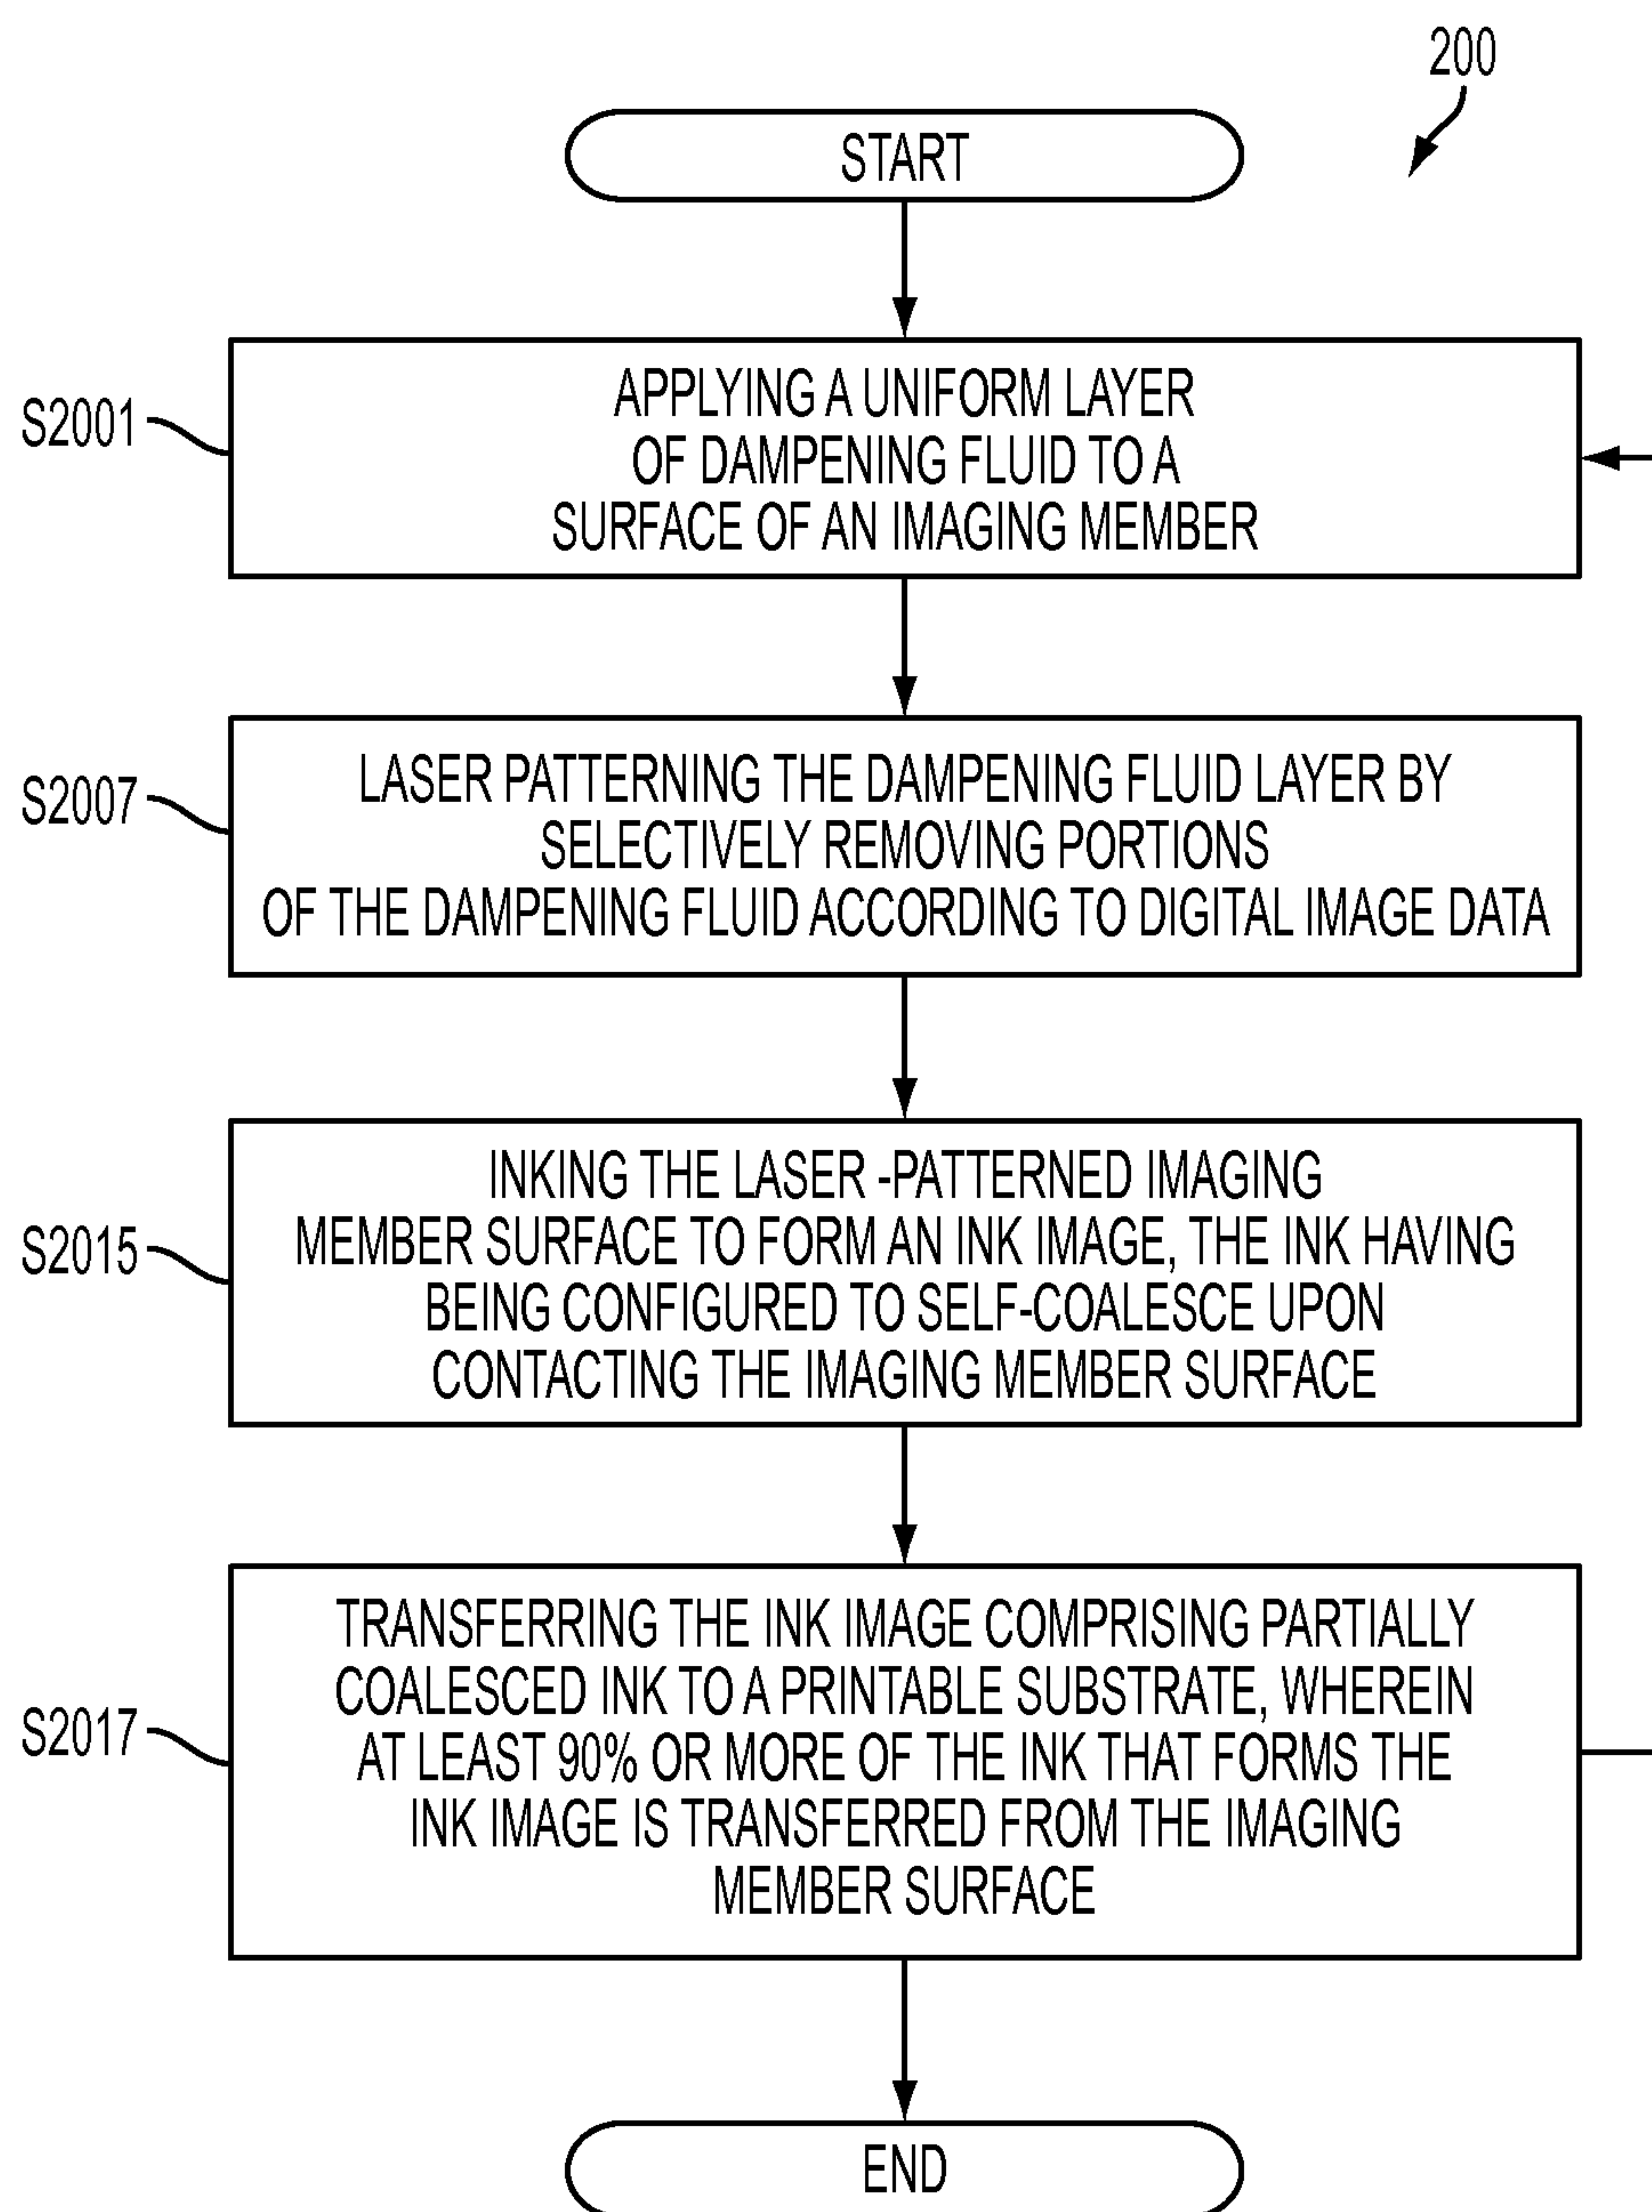 200
START
S2001
APPLYING A UNIFORM LAYER
OF DAMPENING FLUID TO A
SURFACE OF AN IMAGING MEMBER
S2007
LASER PATTERNING THE DAMPENING FLUID LAYER BY
SELECTIVELY REMOVING PORTIONS
OF THE DAMPENING FLUID ACCORDING TO DIGITAL IMAGE DATA
S2015
INKING THE LASER -PATTERNED IMAGING
MEMBER SURFACE TO FORM AN INK IMAGE, THE INK HAVING
BEING CONFIGURED TO SELF-COALESCE UPON
CONTACTING THE IMAGING MEMBER SURFACE
S2017
TRANSFERRING THE INK IMAGE COMPRISING PARTIALLY
COALESCED INK TO A PRINTABLE SUBSTRATE, WHEREIN
AT LEAST 90% OR MORE OF THE INK THAT FORMS THE
INK IMAGE IS TRANSFERRED FROM THE IMAGING
MEMBER SURFACE
END